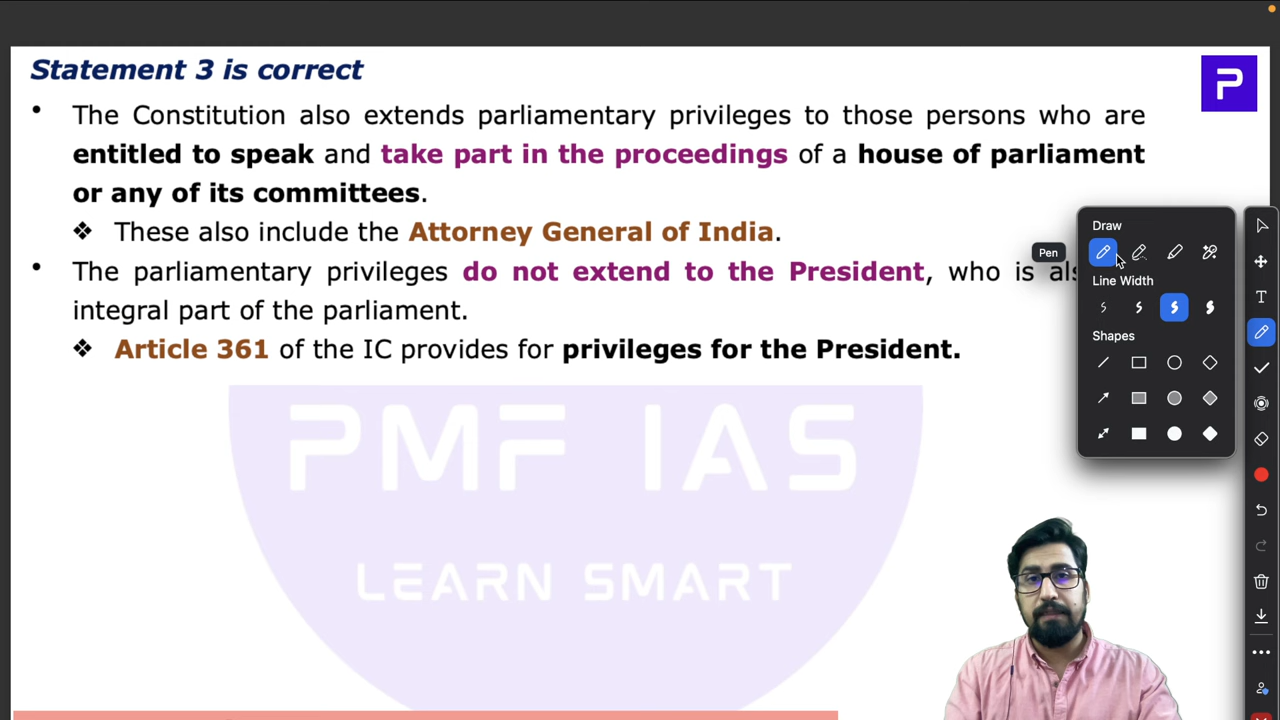 Statement 3 is correct
• The Constitution also extends parliamentary privileges to those persons who are
entitled to speak and take part in the proceedings of a house of parliament
or any of its committees.
❖ These also include the Attorney General of India.
• The parliamentary privileges do not extend to the President, who is als
integral part of the parliament.
❖ Article 361 of the IC provides for privileges for the President.
PMF IAS
LEARN SMART
Draw
Pen
Line Width
Shapes